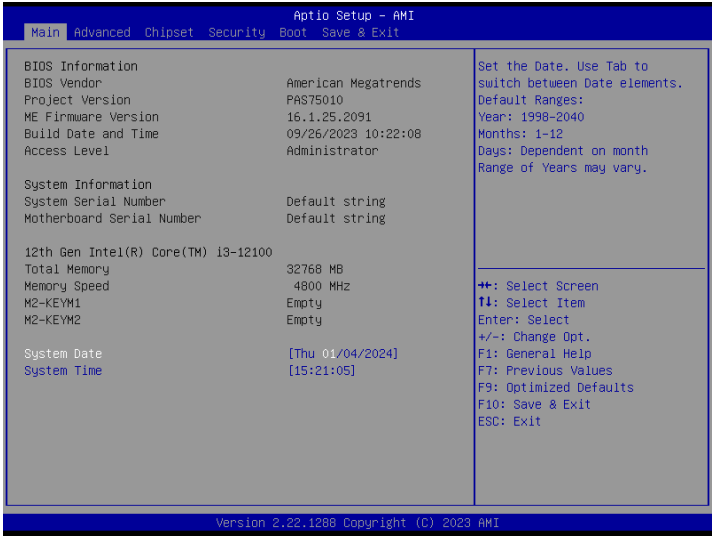 Aptio Setup – AMI
Main Advanced Chipset Security Boot Save & Exit
BIOS Information
BIOS Vendor American Megatrends
Project Version PAS75010
ME Firmware Version 16.1.25.2091
Build Date and Time 09/26/2023 10:22:08
Access Level Administrator
System Information
System Serial Number Default string
Motherboard Serial Number Default string
12th Gen Intel(R) Core(TM) i3-12100
Total Memory 32768 MB
Memory Speed 4800 MHz
M2-KEYM1 Empty
M2-KEYM2 Empty
System Date [Thu 01/04/2024]
System Time [15:21:05]
Set the Date. Use Tab to
switch between Date elements.
Default Ranges:
Year: 1998-2040
Months: 1-12
Days: Dependent on month
Range of Years may vary.
→←: Select Screen
↑↓: Select Item
Enter: Select
+/-: Change Opt.
F1: General Help
F7: Previous Values
F9: Optimized Defaults
F10: Save & Exit
ESC: Exit
Version 2.22.1288 Copyright (C) 2023 AMI